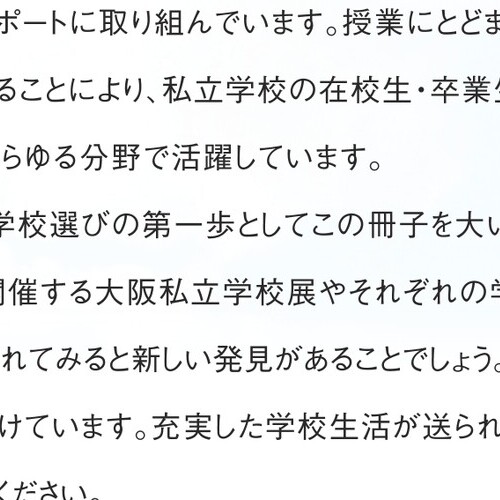 ポートに取り組んでいます。授業にとどま
ることにより、私立学校の在校生・卒業生
らゆる分野で活躍しています。
学校選びの第一歩としてこの冊子を大い
開催する大阪私立学校展やそれぞれの学
れてみると新しい発見があることでしょう。
けています。充実した学校生活が送られ
ください。